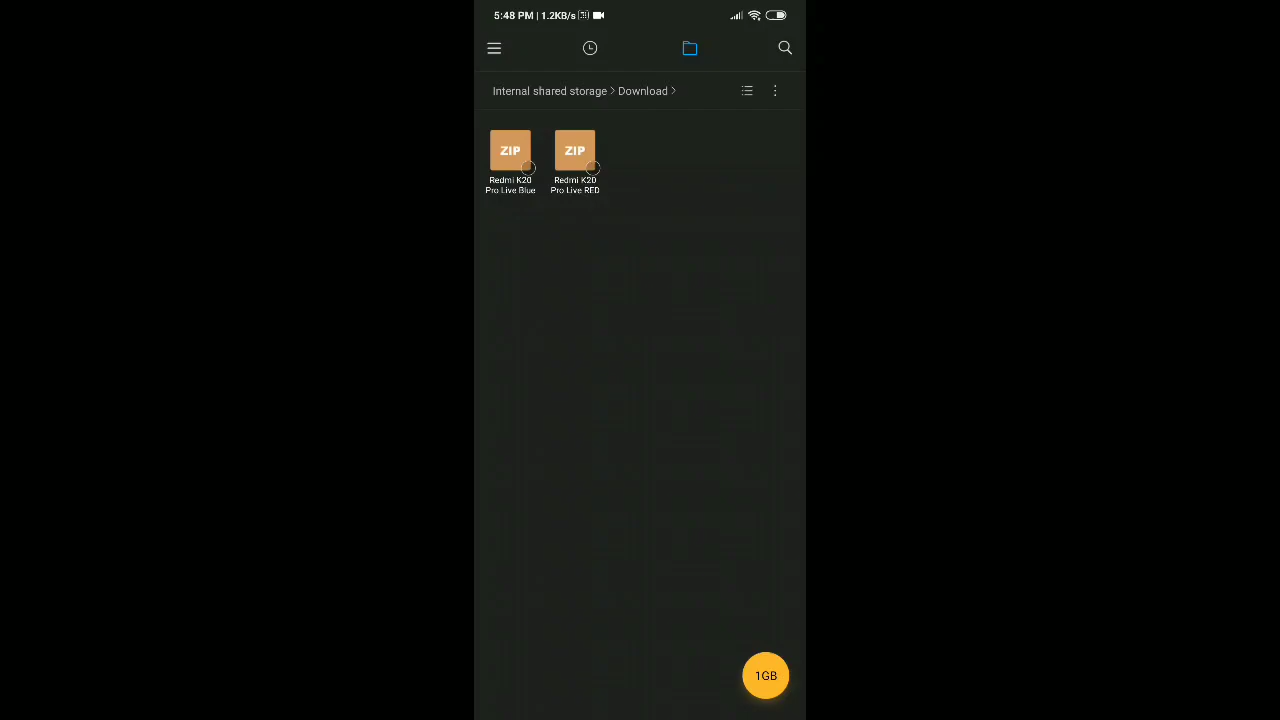 5:48 PM | 1.2KB/s
Internal shared storage > Download >
ZIP ZIP
Redmi K20
Pro Live Blue
Redmi K20
Pro Live RED
1GB